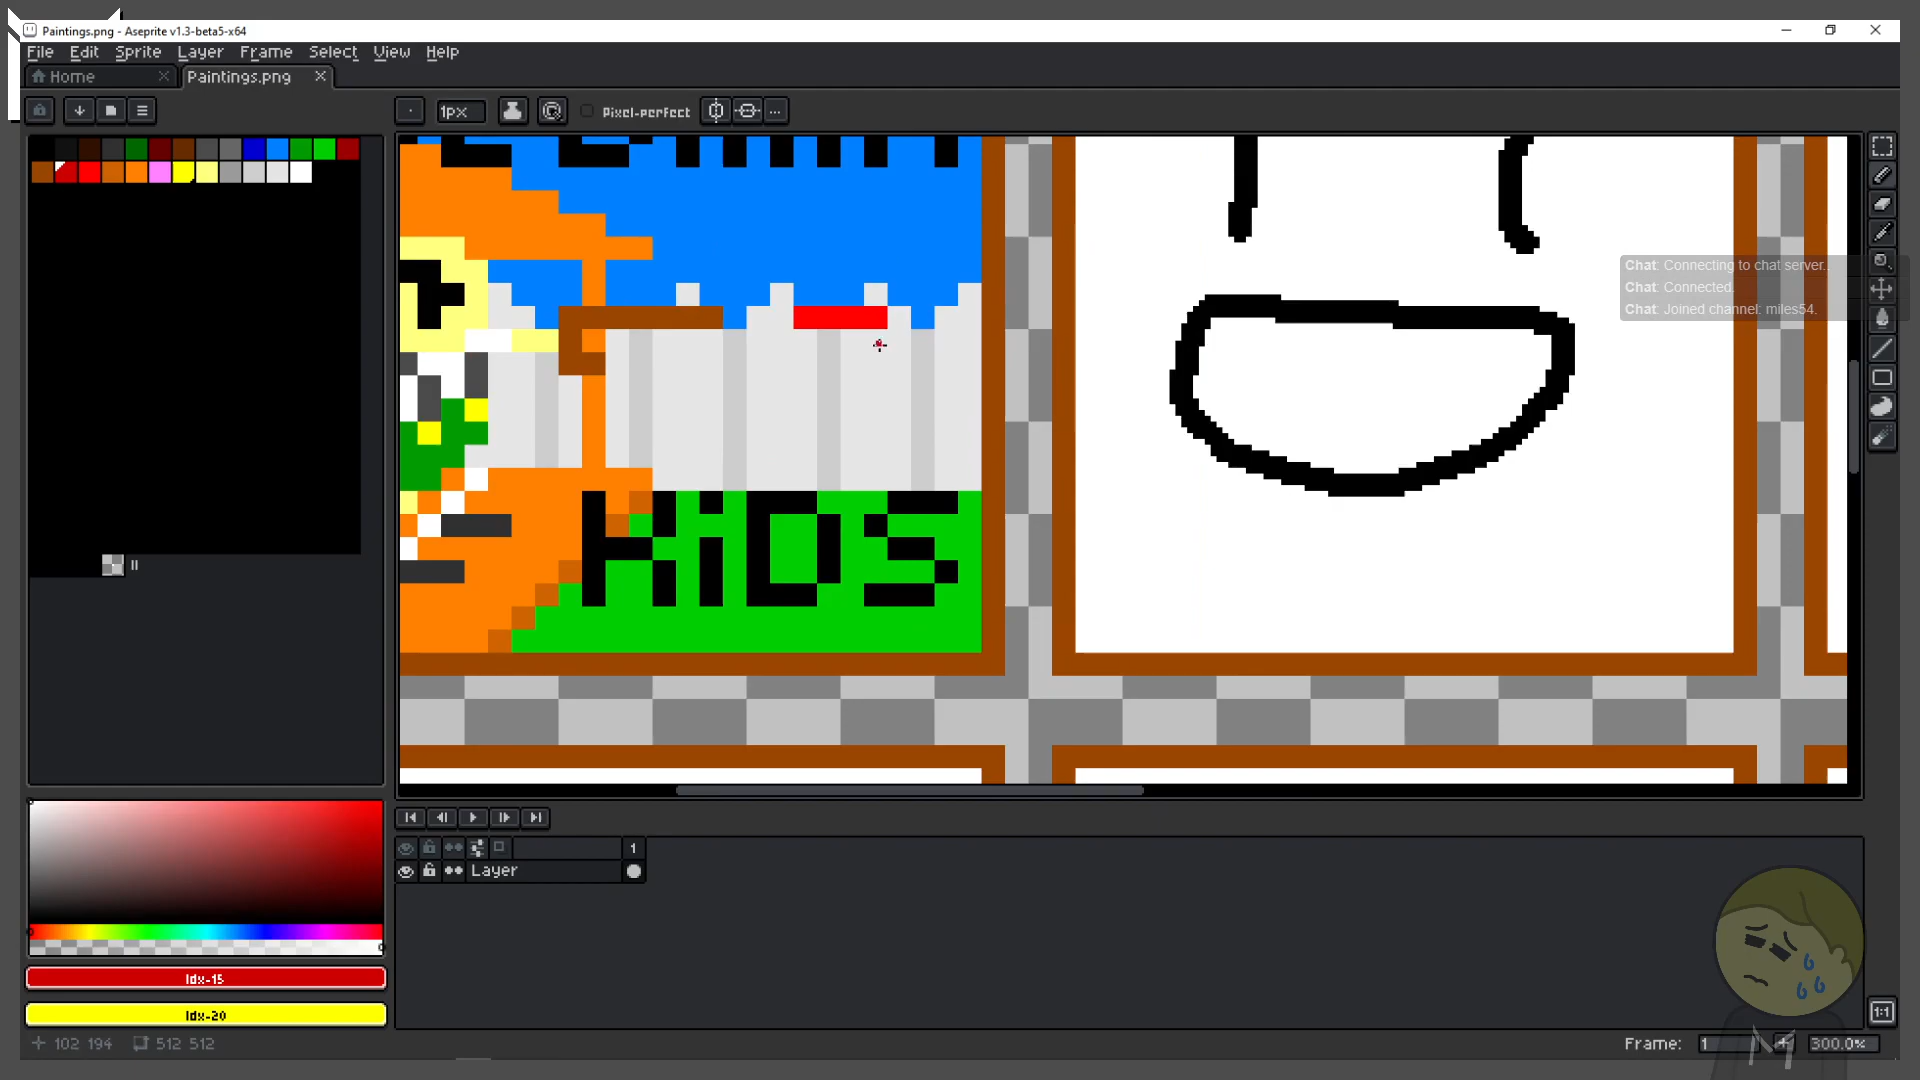 Paintings.png - Aseprite v1.3-beta5-x64
File Edit Sprite Layer Frame Select View Help
Home
Paintings.png
1px
Pixel-perfect
...
Chat: Connecting to chat server..
Chat: Connected.
Chat: Joined channel: miles54.
KiDS
1
Layer
Idx-15
Idx-20
102 194
512 512
1:1
Frame: 1
300.0%
M